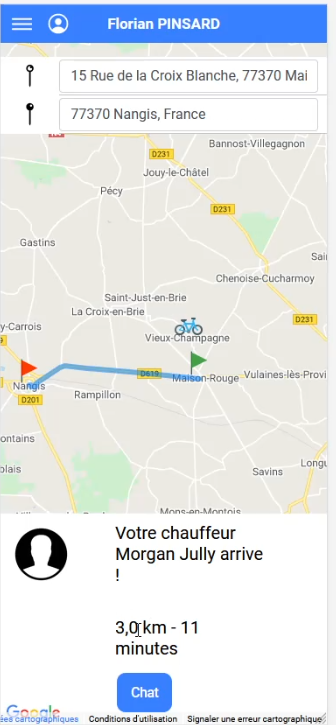 Florian PINSARD
15 Rue de la Croix Blanche, 77370 Mai
77370 Nangis, France
Bannost-Villegagnon
D231
Jouy-le-Châtel
Pécy
D231
Gastins
Sai
Chenoise-Cucharmoy
Saint-Just-en-Brie
La Croix-en-Brie
D231
y-Carrois
Vieux-Champagne
D619
Maison-Rouge
Vulaines-lès-Provi
Nangis
Rampillon
D201
ontains
Longu
plais
Savins
Mons-en-Montois
Votre chauffeur
Morgan Jully arrive
!
3,0 km - 11
minutes
Chat
Google
ées cartographiques
Conditions d'utilisation
Signaler une erreur cartographique